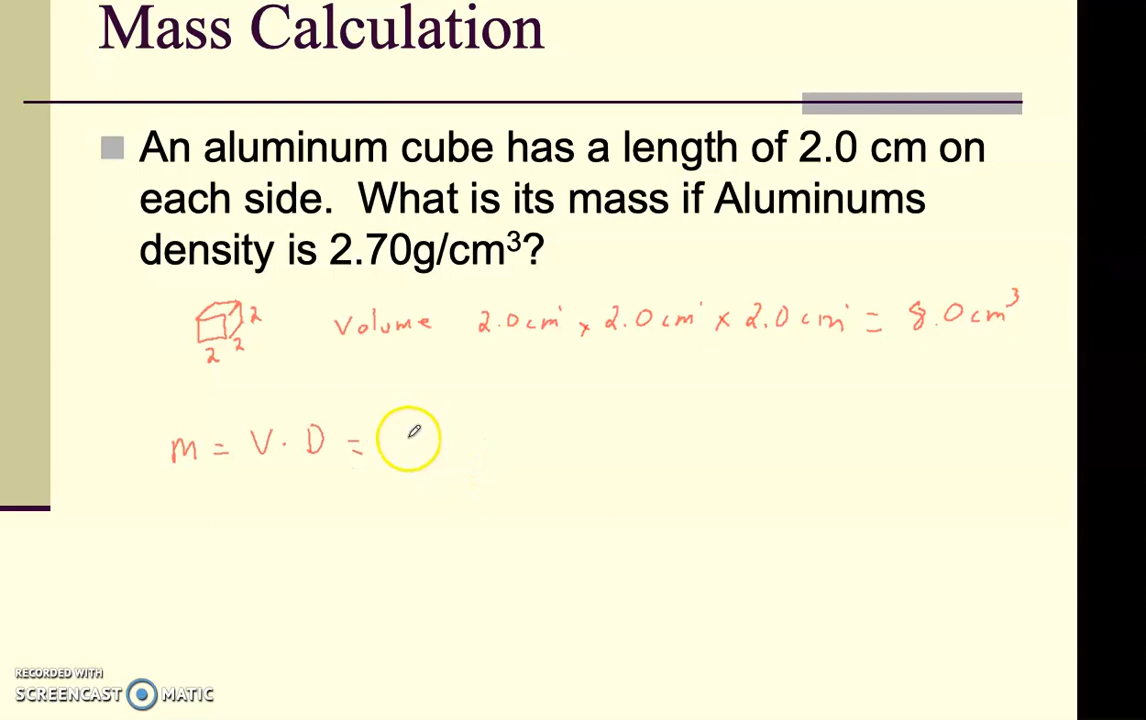 Mass Calculation
An aluminum cube has a length of 2.0 cm on
each side. What is its mass if Aluminums
density is 2.70g/cm³?
2
2 2
Volume 2.0cm x 2.0cm x 2.0cm = 8.0cm³
m = V · D =
RECORDED WITH
SCREENCAST MATIC